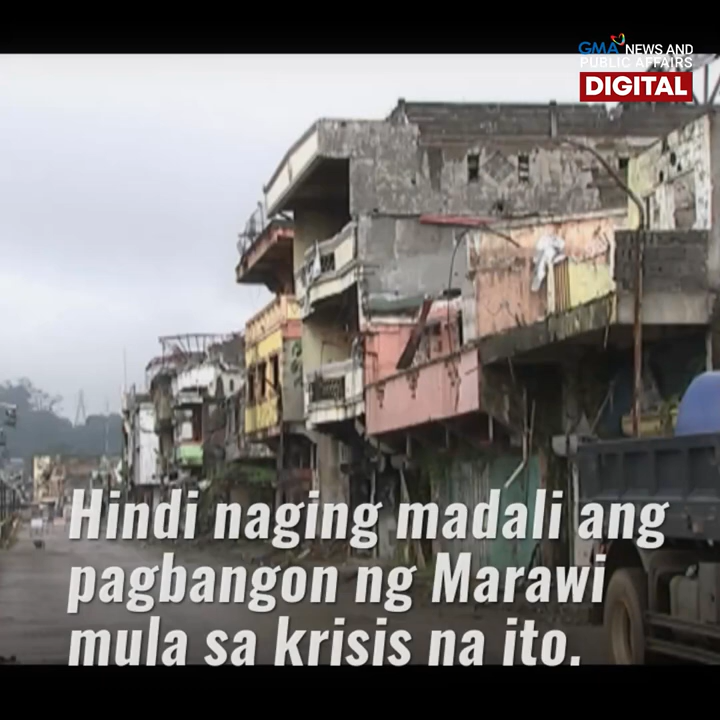 GMA NEWS AND
PUBLIC AFFAIRS
DIGITAL
Hindi naging madali ang
pagbangon ng Marawi
mula sa krisis na ito.